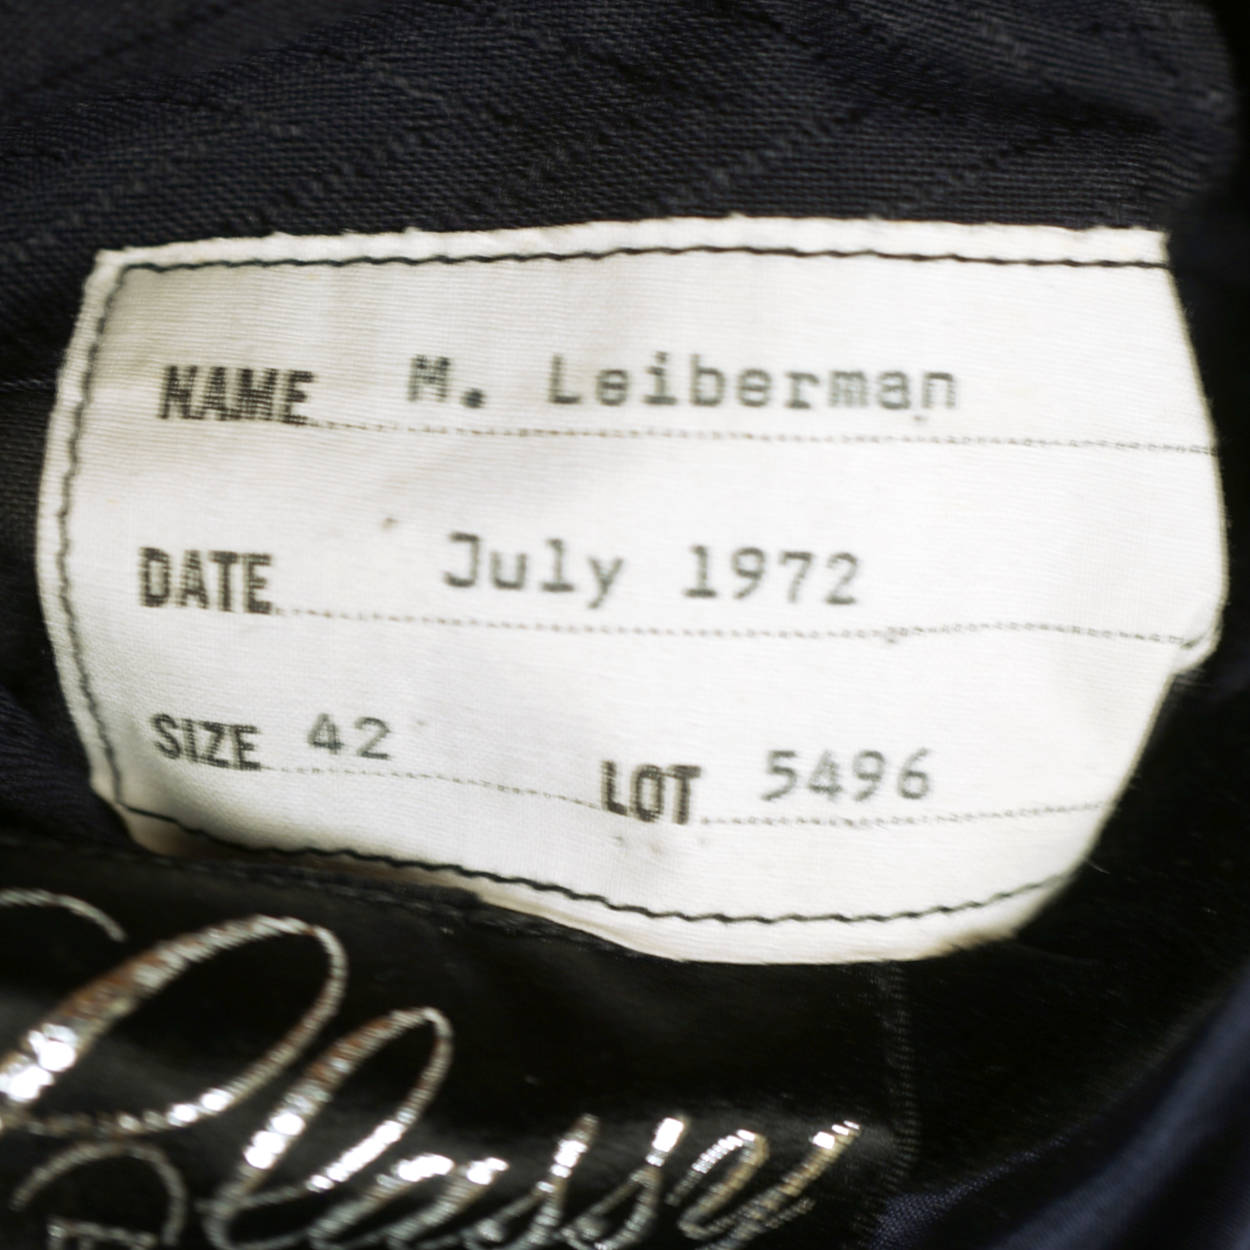 NAME M. Leiberman
DATE July 1972
SIZE 42 LOT 5496